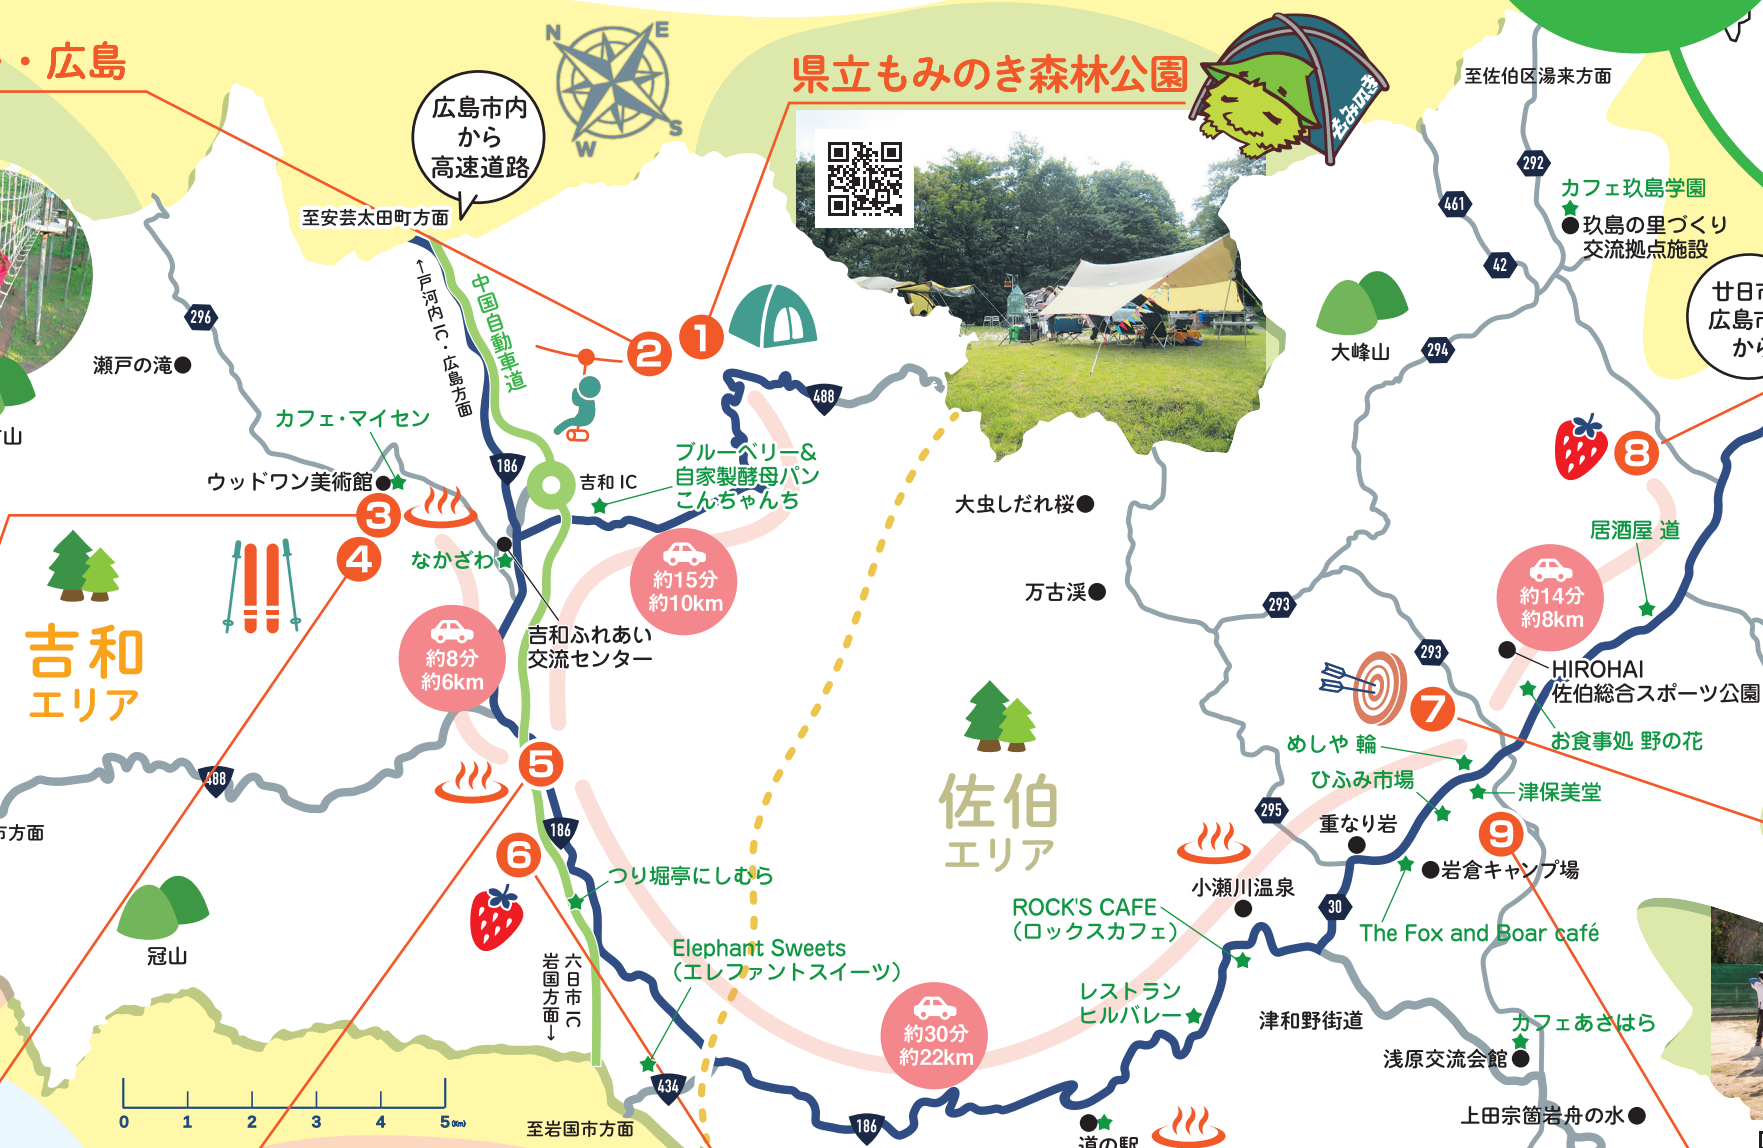 ・広島
県立もみのき森林公園
もみのき
N
E
S
W
広島市内
から
高速道路
至安芸太田町方面
至佐伯区湯来方面
292
461
42
カフェ玖島学園
玖島の里づくり
交流拠点施設
296
瀬戸の滝
←戸河内IC・広島方面
中国自動車道
2
1
488
大峰山
294
広島市
から
カフェ・マイセン
ウッドワン美術館
186
吉和 IC
ブルーベリー&
自家製酵母パン
こんちゃんち
3
4
なかざわ
吉和ふれあい
交流センター
約15分
約10km
約8分
約6km
吉和
エリア
大虫しだれ桜
万古渓
293
293
8
居酒屋 道
約14分
約8km
HIROHAI
佐伯総合スポーツ公園
お食事処 野の花
7
めしや 輪
ひふみ市場
津保美堂
9
295
重なり岩
岩倉キャンプ場
The Fox and Boar café
30
小瀬川温泉
ROCK'S CAFE
（ロックスカフェ）
レストラン
ヒルバレー
津和野街道
カフェあさはら
浅原交流会館
上田宗箇岩舟の水
佐伯
エリア
488
市方面
山
冠山
5
186
6
つり堀亭にしむら
Elephant Sweets
（エレファントスイーツ）
六日市 IC
岩国方面→
約30分
約22km
434
至岩国市方面
186
道の駅
0 1 2 3 4 5(Km)